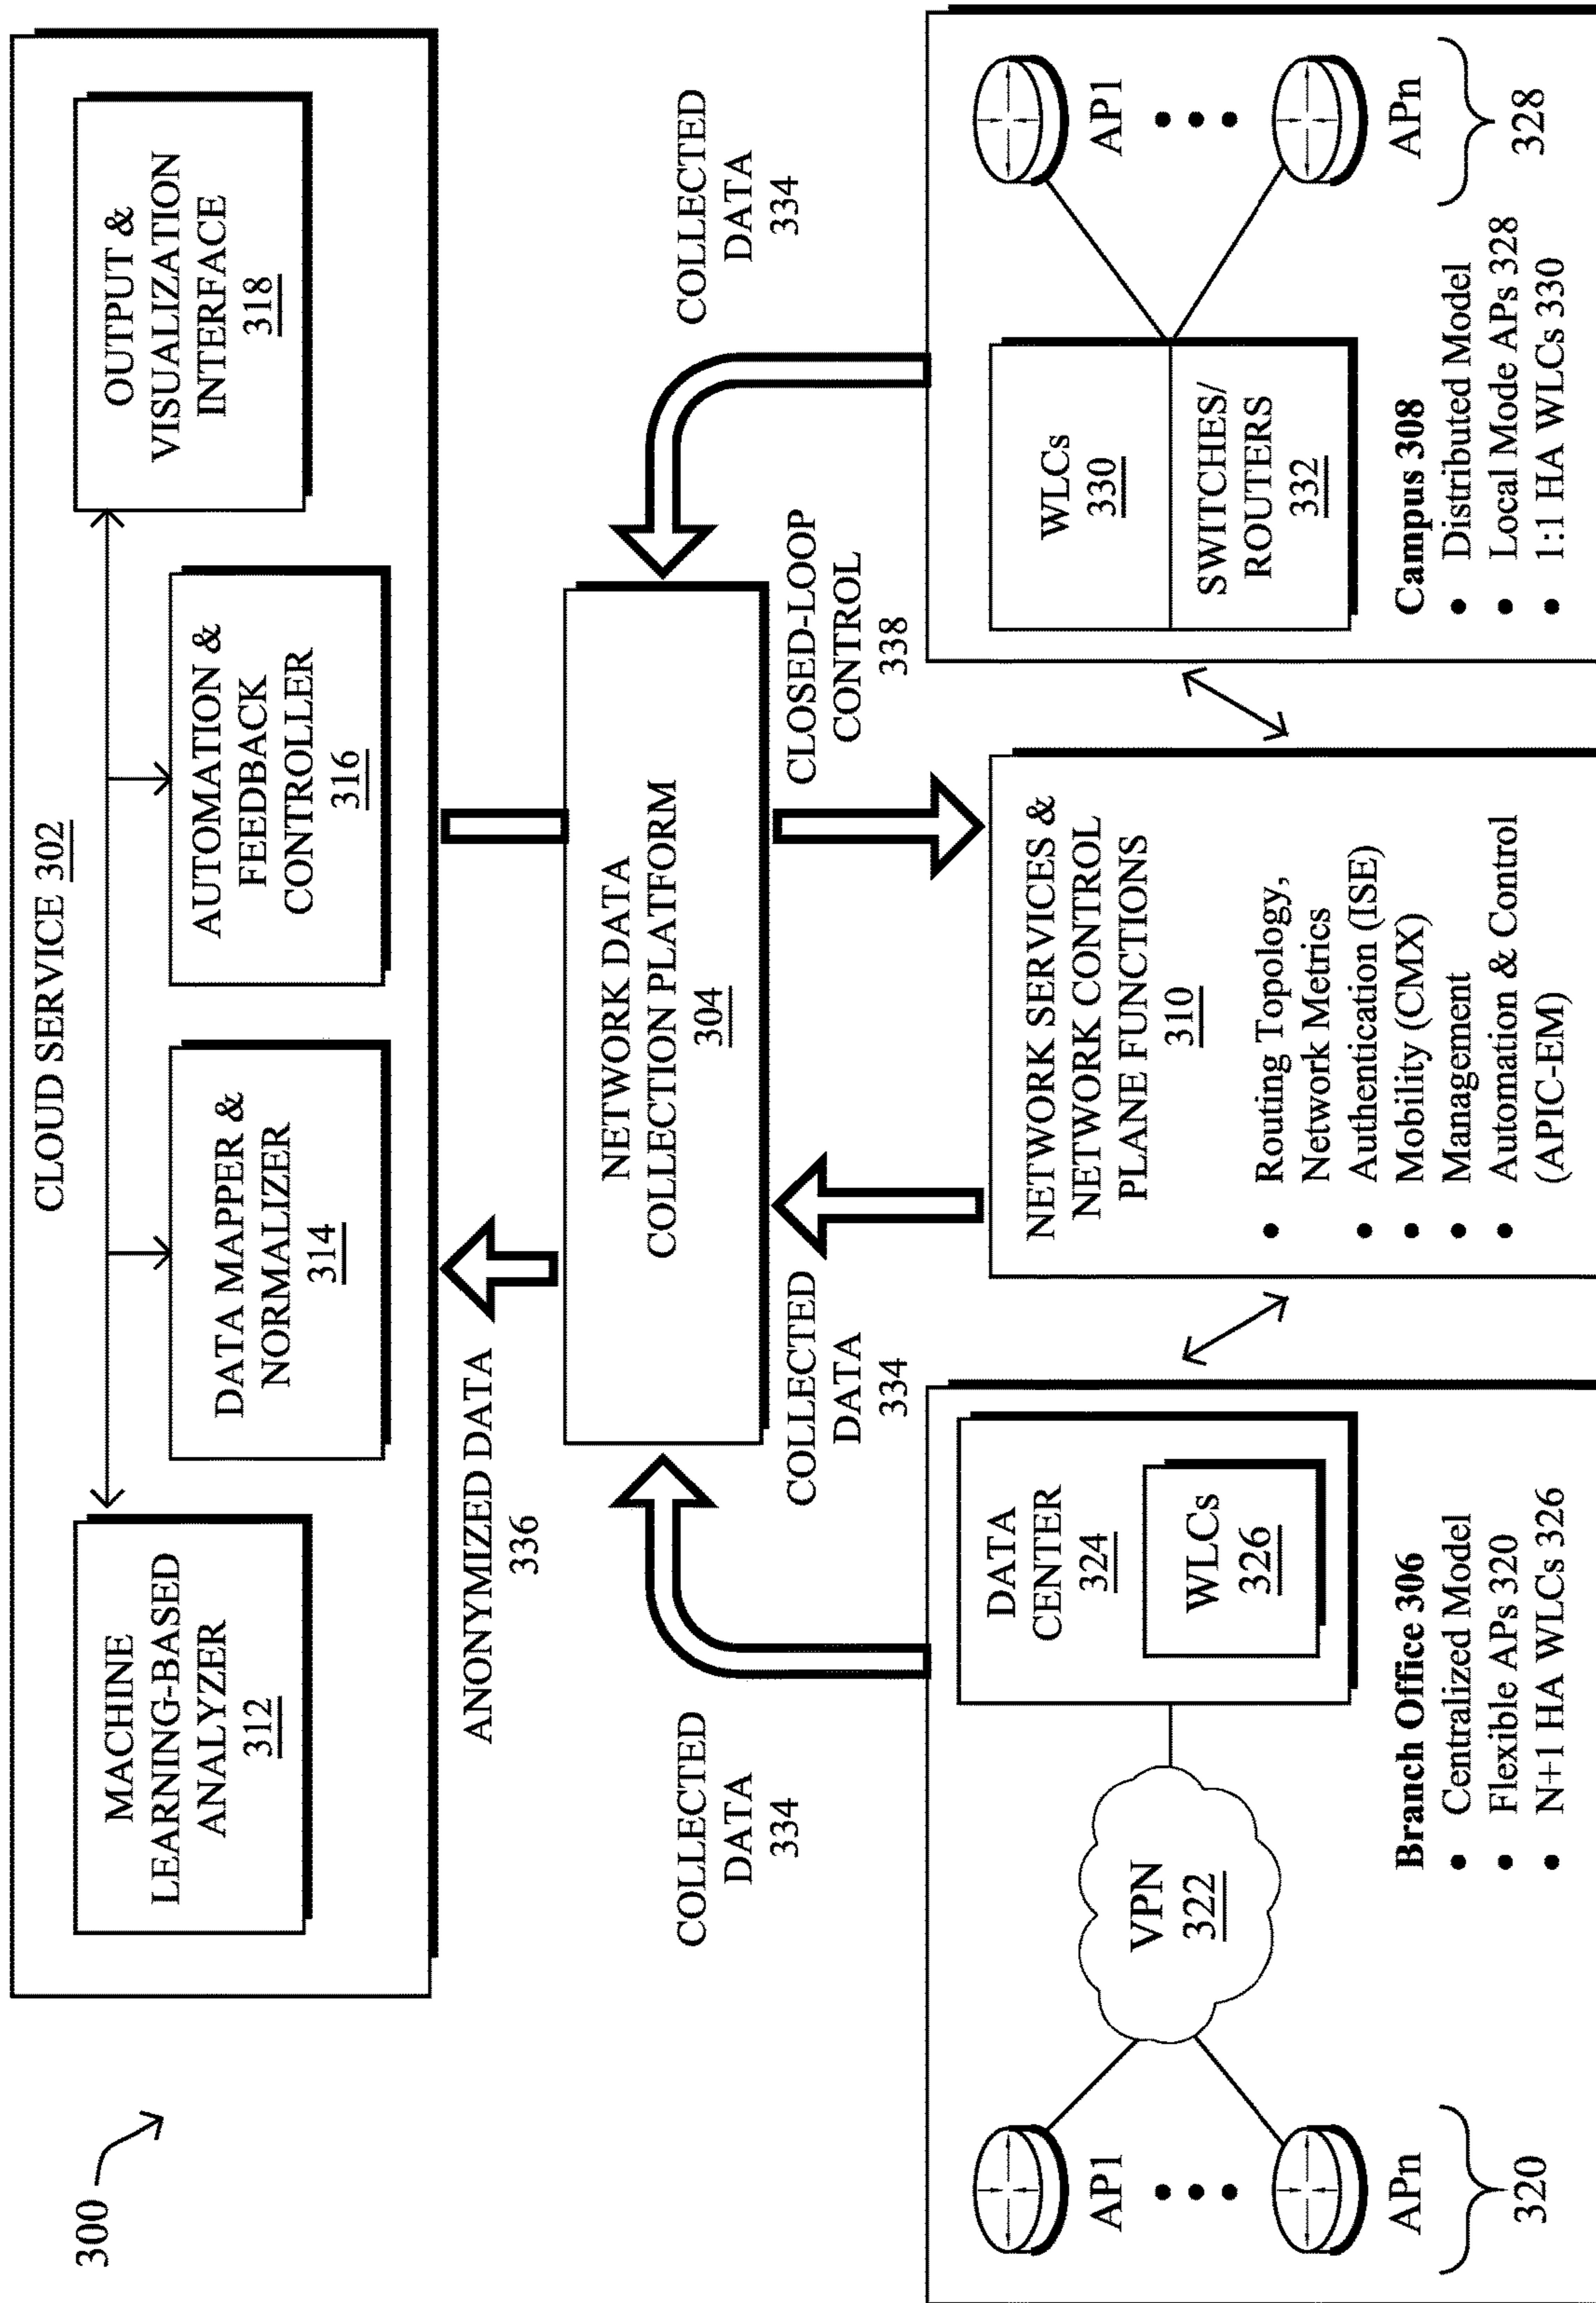 300
CLOUD SERVICE 302
MACHINE
LEARNING-BASED
ANALYZER
312
DATA MAPPER &
NORMALIZER
314
AUTOMATION &
FEEDBACK
CONTROLLER
316
OUTPUT &
VISUALIZATION
INTERFACE
318
ANONYMIZED DATA
336
COLLECTED
DATA
334
NETWORK DATA
COLLECTION PLATFORM
304
COLLECTED
DATA
334
COLLECTED
DATA
334
CLOSED-LOOP
CONTROL
338
AP1
APn
320
VPN
322
DATA
CENTER
324
WLCs
326
Branch Office 306
• Centralized Model
• Flexible APs 320
• N+1 HA WLCs 326
NETWORK SERVICES &
NETWORK CONTROL
PLANE FUNCTIONS
310
• Routing Topology,
Network Metrics
• Authentication (ISE)
• Mobility (CMX)
• Management
• Automation & Control
(APIC-EM)
WLCs
330
SWITCHES/
ROUTERS
332
AP1
APn
328
Campus 308
• Distributed Model
• Local Mode APs 328
• 1:1 HA WLCs 330